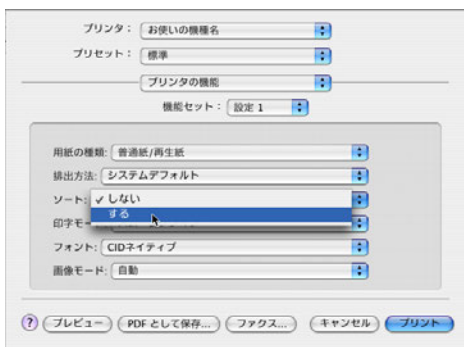 プリンタ： お使いの機種名
プリセット： 標準
プリンタの機能
機能セット： 設定 1
用紙の種類: 普通紙/再生紙
排出方法: システムデフォルト
ソート: ✓ しない
する
印字モー
フォント: CIDネイティブ
画像モード: 自動
? プレビュー PDF として保存... ファクス... キャンセル プリント